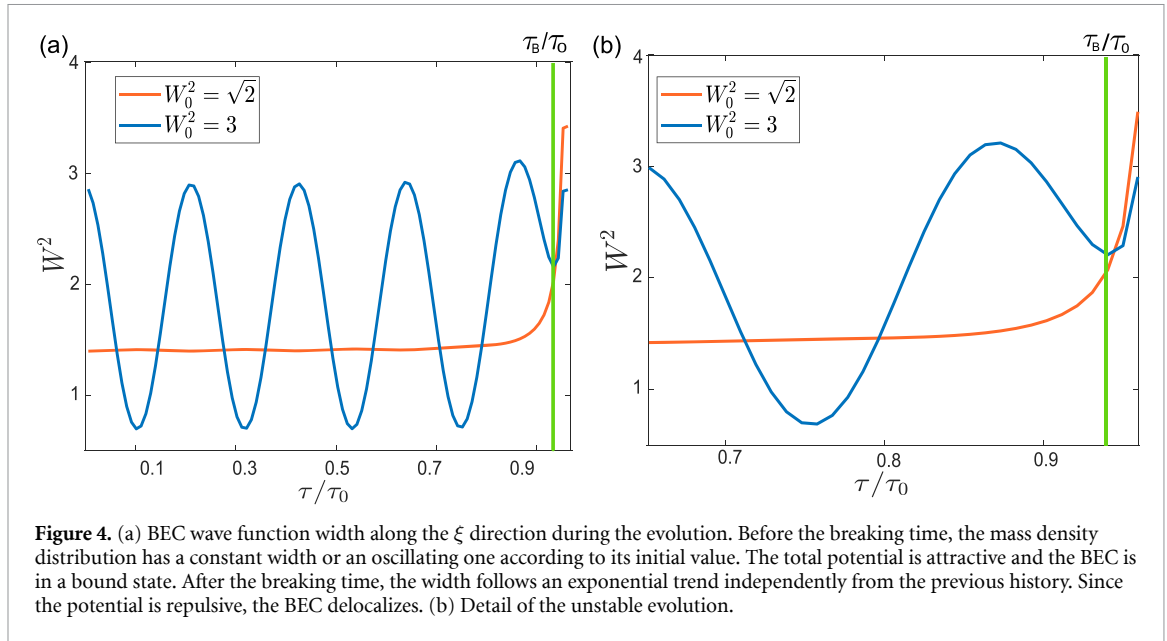 (a)
τB/τ0
4
3
2
1
W²
W₀² = √2
W₀² = 3
0.1 0.3 0.5 0.7 0.9
τ/τ₀
(b)
τB/τ0
4
3
2
1
W²
W₀² = √2
W₀² = 3
0.7 0.8 0.9
τ/τ₀
Figure 4. (a) BEC wave function width along the ξ direction during the evolution. Before the breaking time, the mass density
distribution has a constant width or an oscillating one according to its initial value. The total potential is attractive and the BEC is
in a bound state. After the breaking time, the width follows an exponential trend independently from the previous history. Since
the potential is repulsive, the BEC delocalizes. (b) Detail of the unstable evolution.